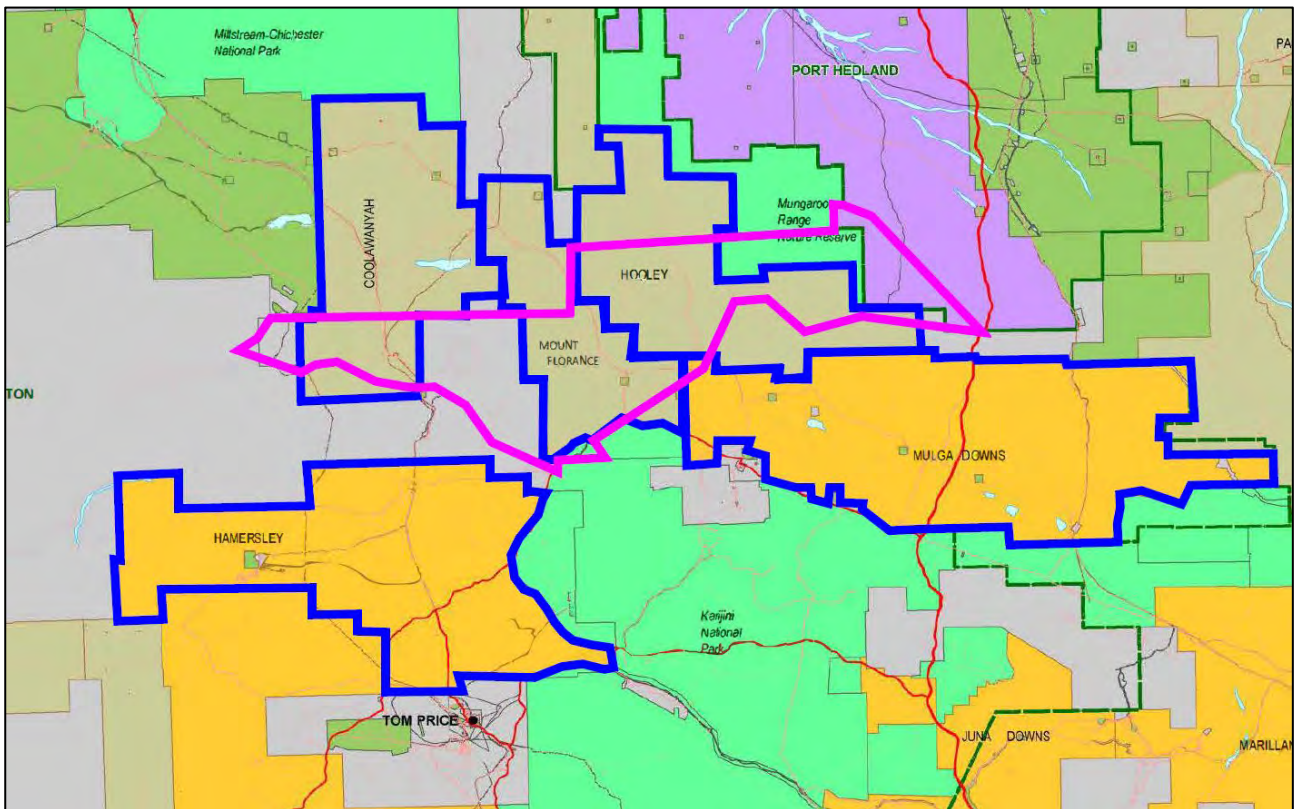 Millstream-Chichester
National Park
PORT HEDLAND
PA
COOLAWANYAH
Mungaroo
Range
Nature Reserve
HOOLEY
MOUNT
FLORANCE
TON
MULGA DOWNS
HAMERSLEY
Karijini
National
Park
TOM PRICE
JUNA DOWNS
MARILLAN